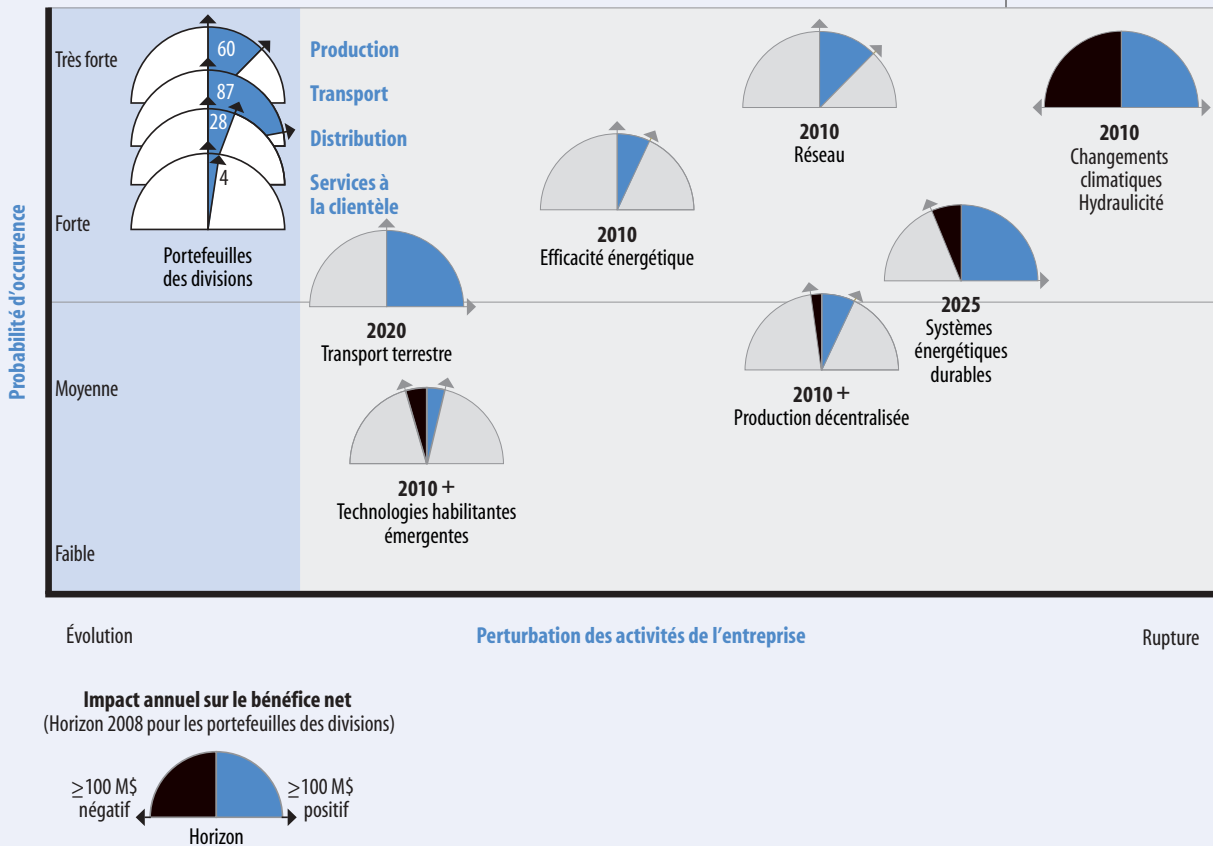 Probabilité d'occurrence
Très forte
Forte
Moyenne
Faible
60
87
28
4
Production
Transport
Distribution
Services à
la clientèle
Portefeuilles
des divisions
2010
Réseau
2010
Changements
climatiques
Hydraulicité
2010
Efficacité énergétique
2020
Transport terrestre
2025
Systèmes
énergétiques
durables
2010 +
Production décentralisée
2010 +
Technologies habilitantes
émergentes
Évolution
Perturbation des activités de l'entreprise
Rupture
Impact annuel sur le bénéfice net
(Horizon 2008 pour les portefeuilles des divisions)
≥100 M$
négatif
≥100 M$
positif
Horizon